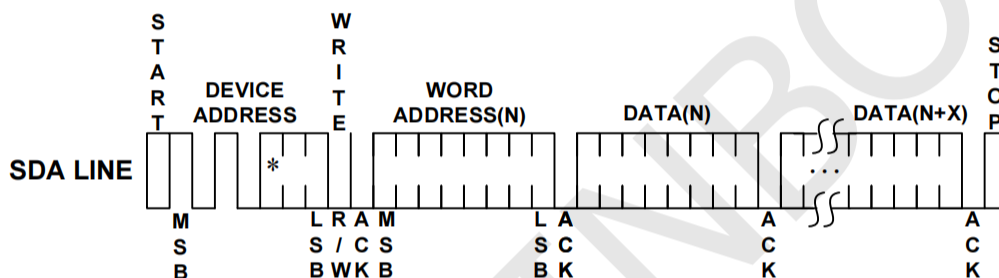 START
WRITE
STOP
DEVICE
ADDRESS
WORD
ADDRESS(N)
DATA(N)
DATA(N+X)
SDA LINE
*
...
MSB
LSB
R/W
ACK
MSB
LSB
ACK
ACK
ACK